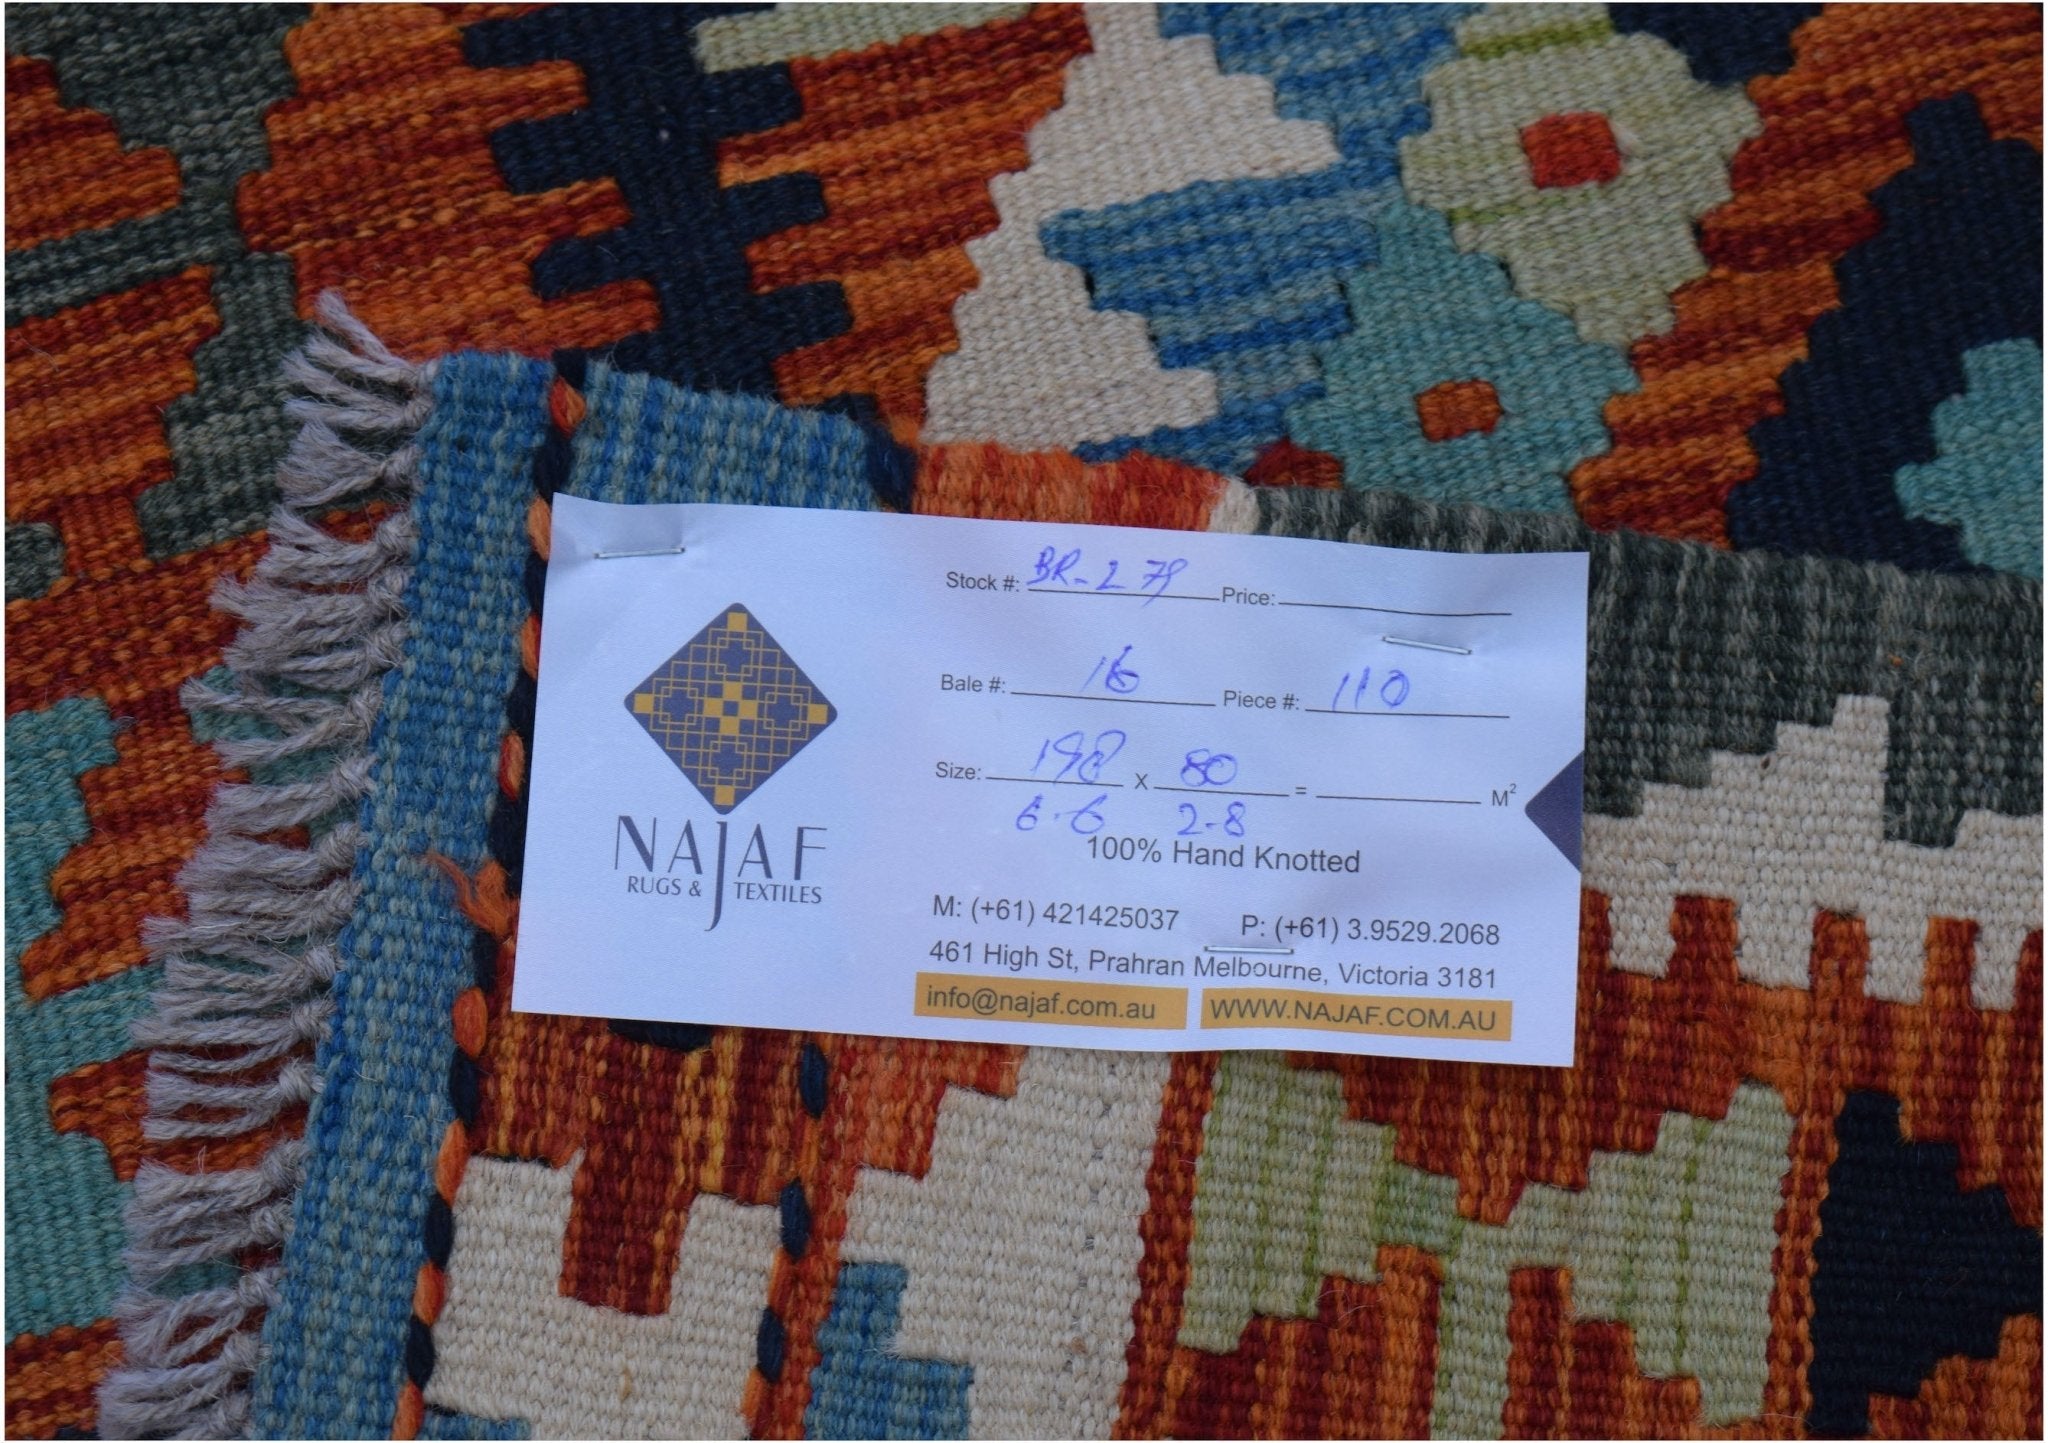 NAJAF
RUGS & TEXTILES
Stock #: BR-279 Price:
Bale #: 16 Piece #: 110
Size: 198 X 80 = M²
6.6 2-8
100% Hand Knotted
M: (+61) 421425037 P: (+61) 3.9529.2068
461 High St, Prahran Melbourne, Victoria 3181
info@najaf.com.au WWW.NAJAF.COM.AU